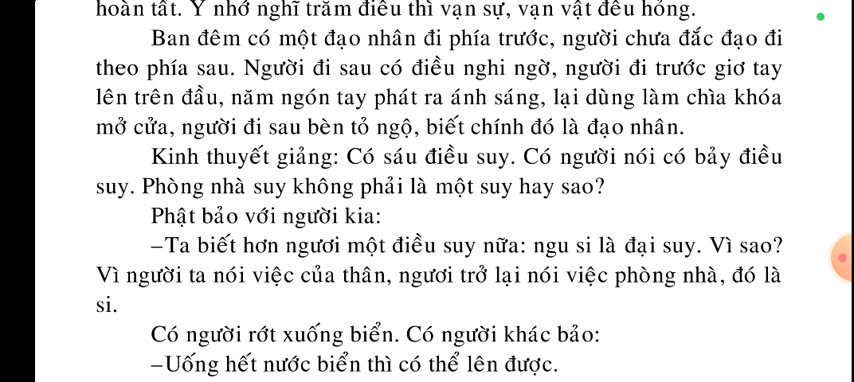 hoàn tất. Ý nhớ nghĩ trăm điều thì vạn sự, vạn vật đều hỏng.
Ban đêm có một đạo nhân đi phía trước, người chưa đắc đạo đi
theo phía sau. Người đi sau có điều nghi ngờ, người đi trước giơ tay
lên trên đầu, năm ngón tay phát ra ánh sáng, lại dùng làm chìa khóa
mở cửa, người đi sau bèn tỏ ngộ, biết chính đó là đạo nhân.
Kinh thuyết giảng: Có sáu điều suy. Có người nói có bảy điều
suy. Phòng nhà suy không phải là một suy hay sao?
Phật bảo với người kia:
–Ta biết hơn ngươi một điều suy nữa: ngu si là đại suy. Vì sao?
Vì người ta nói việc của thân, ngươi trở lại nói việc phòng nhà, đó là
si.
Có người rớt xuống biển. Có người khác bảo:
–Uống hết nước biển thì có thể lên được.